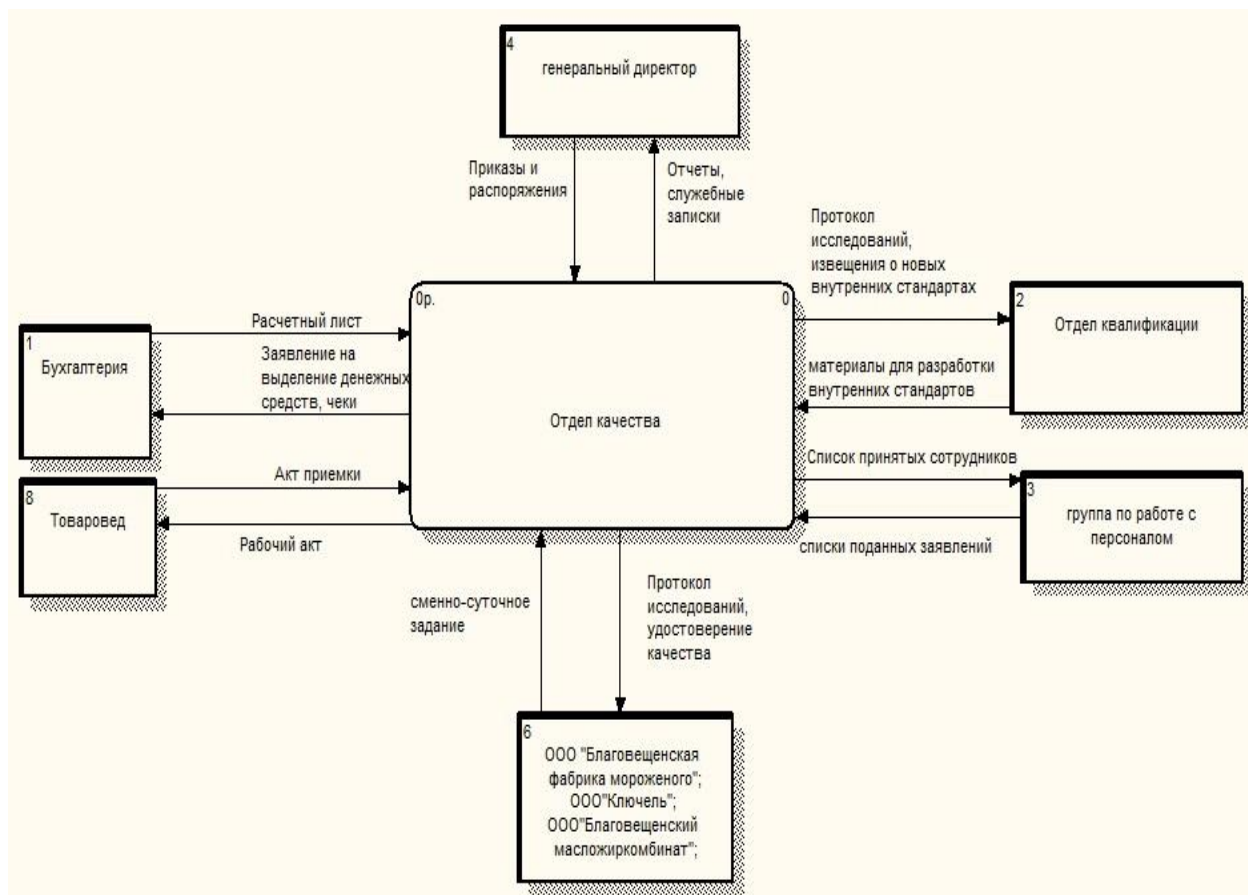 4
генеральный директор
Приказы и
распоряжения
Отчеты,
служебные
записки
Протокол
исследований,
извещения о новых
внутренних стандартах
0р.
0
Отдел качества
1
Бухгалтерия
Расчетный лист
Заявление на
выделение денежных
средств, чеки
2
Отдел квалификации
материалы для разработки
внутренних стандартов
8
Товаровед
Акт приемки
Рабочий акт
Список принятых сотрудников
3
группа по работе с
персоналом
списки поданных заявлений
сменно-суточное
задание
Протокол
исследований,
удостоверение
качества
6
ООО "Благовещенская
фабрика мороженого";
ООО"Ключель";
ООО"Благовещенский
масложиркомбинат";